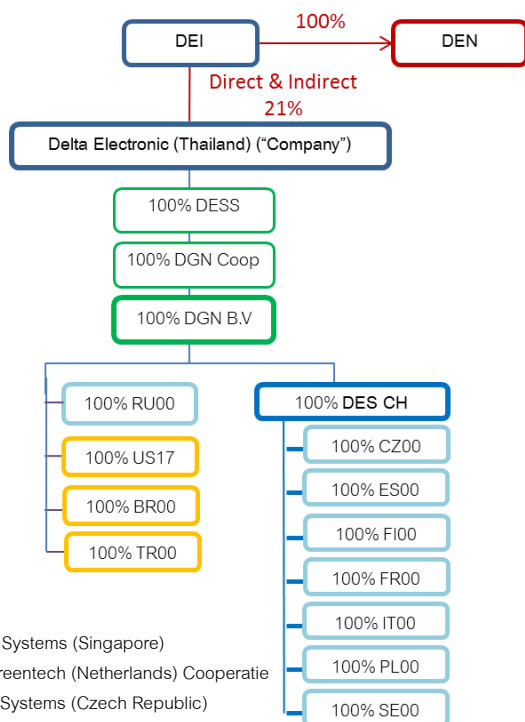 DEI
100%
DEN
Direct & Indirect
21%
Delta Electronic (Thailand) (“Company”)
100% DESS
100% DGN Coop
100% DGN B.V
100% RU00
100% US17
100% BR00
100% TR00
100% DES CH
100% CZ00
100% ES00
100% FI00
100% FR00
100% IT00
100% PL00
100% SE00
Systems (Singapore)
(Netherlands) Cooperatie
Systems (Czech Republic)